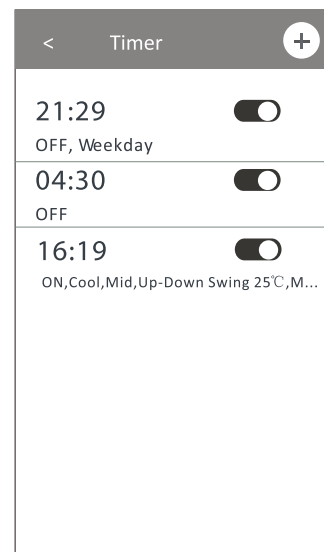 < Timer +
21:29
OFF, Weekday
04:30
OFF
16:19
ON,Cool,Mid,Up-Down Swing 25℃,M...